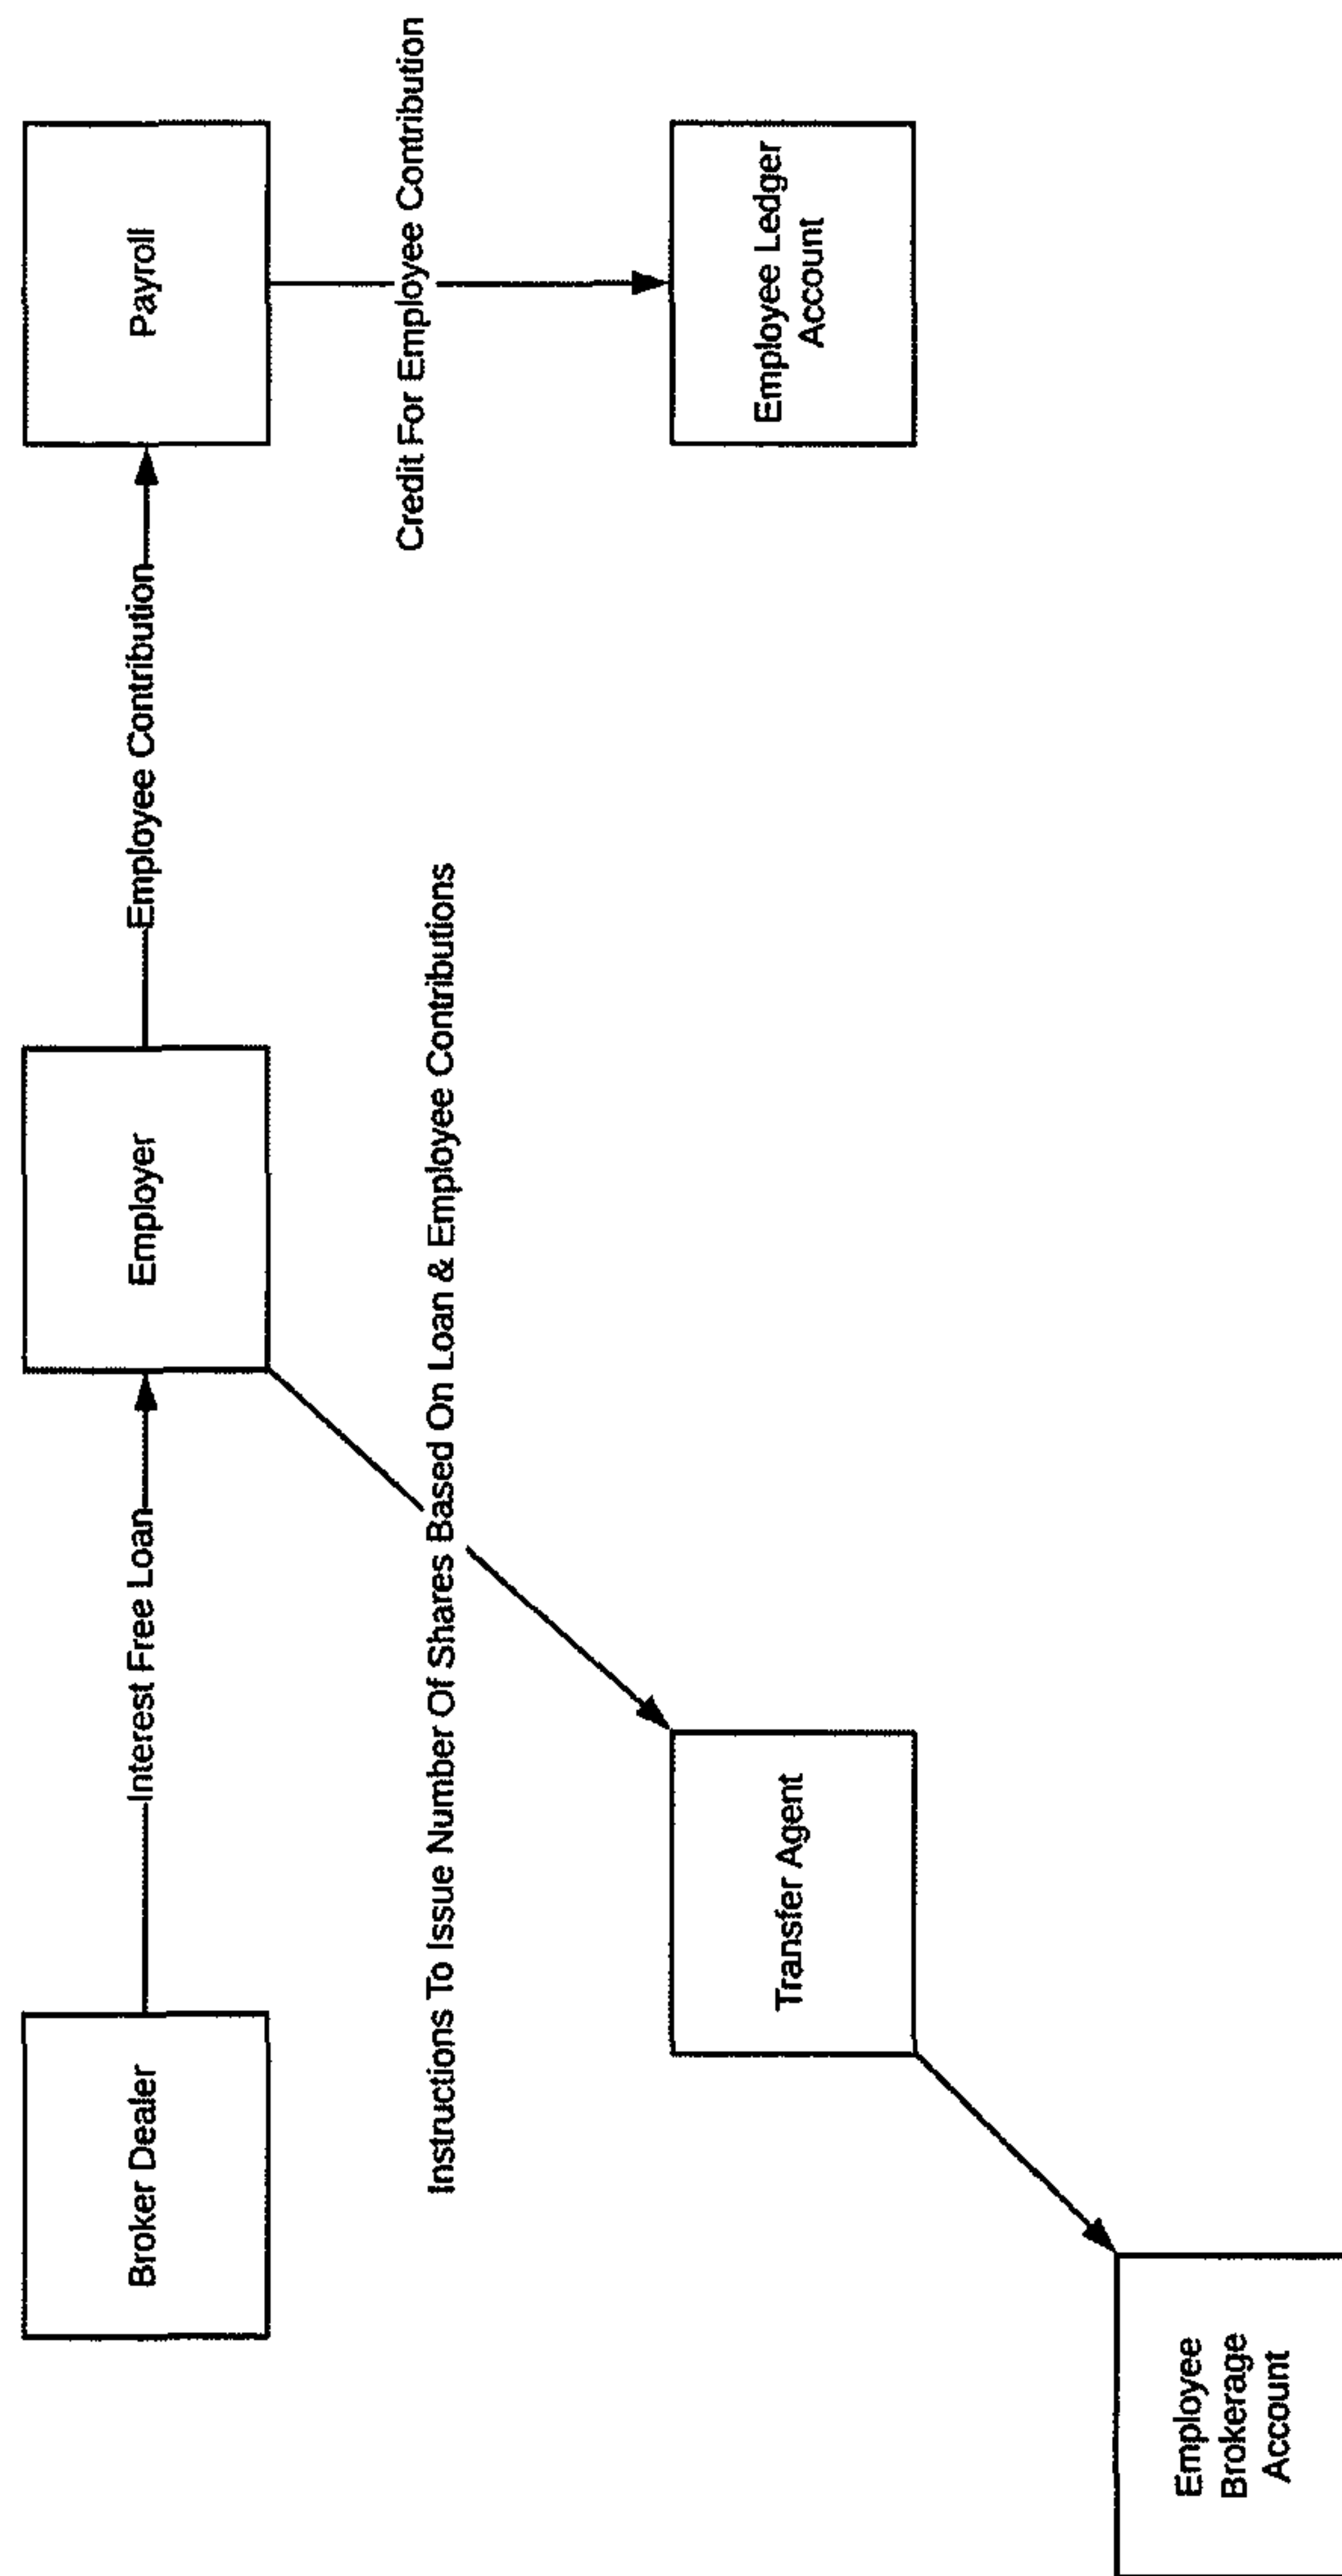 Broker Dealer
Interest Free Loan
Employer
Employee Contribution
Payroll
Instructions To Issue Number Of Shares Based On Loan & Employee Contributions
Credit For Employee Contribution
Transfer Agent
Employee Ledger
Account
Employee
Brokerage
Account